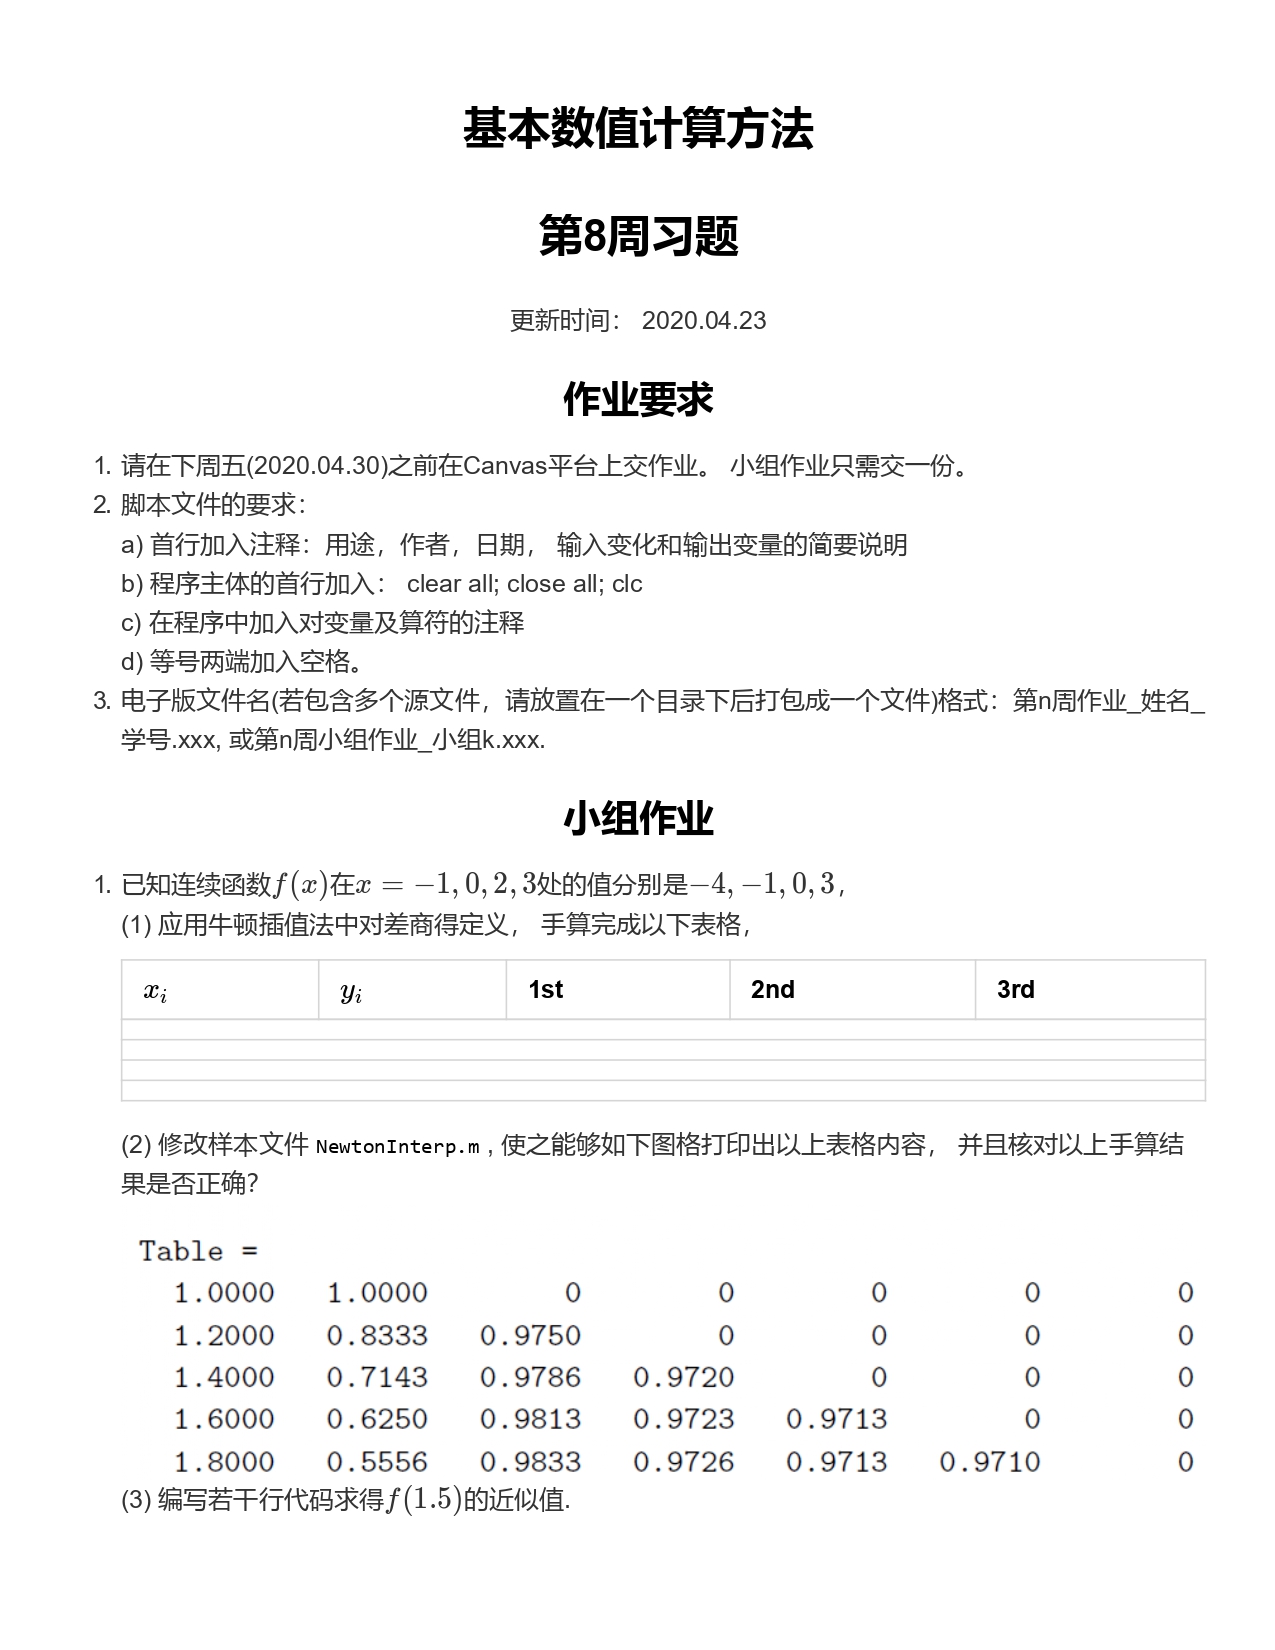 基本数值计算方法
第8周习题
更新时间： 2020.04.23
作业要求
1. 请在下周五(2020.04.30)之前在Canvas平台上交作业。 小组作业只需交一份。
2. 脚本文件的要求：
a) 首行加入注释：用途，作者，日期， 输入变化和输出变量的简要说明
b) 程序主体的首行加入： clear all; close all; clc
c) 在程序中加入对变量及算符的注释
d) 等号两端加入空格。
3. 电子版文件名(若包含多个源文件，请放置在一个目录下后打包成一个文件)格式：第n周作业_姓名_
学号.xxx, 或第n周小组作业_小组k.xxx.
小组作业
1. 已知连续函数f(x)在x = −1, 0, 2, 3处的值分别是−4, −1, 0, 3，
(1) 应用牛顿插值法中对差商得定义， 手算完成以下表格，
x_i y_i 1st 2nd 3rd
(2) 修改样本文件 NewtonInterp.m , 使之能够如下图格打印出以上表格内容， 并且核对以上手算结
果是否正确？
Table =
1.0000 1.0000 0 0 0 0 0
1.2000 0.8333 0.9750 0 0 0 0
1.4000 0.7143 0.9786 0.9720 0 0 0
1.6000 0.6250 0.9813 0.9723 0.9713 0 0
1.8000 0.5556 0.9833 0.9726 0.9713 0.9710 0
(3) 编写若干行代码求得f(1.5)的近似值.